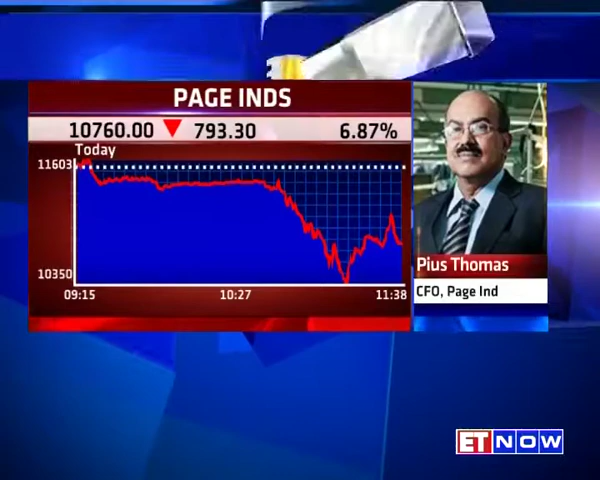 PAGE INDS
10760.00 ▼ 793.30 6.87%
Today
11603
10350
09:15 10:27 11:38
Pius Thomas
CFO, Page Ind
ET NOW